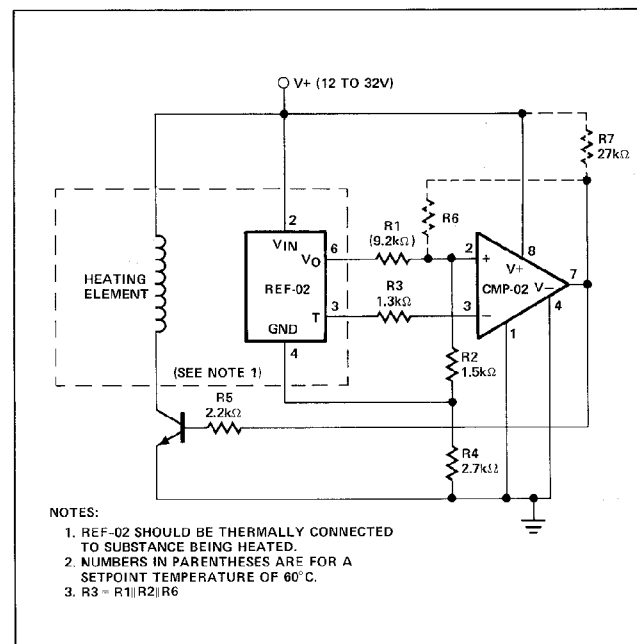 V+ (12 TO 32V)
R7
27kΩ
R6
R1
(9.2kΩ)
2
VIN
6
VO
REF-02
T
3
GND
4
R3
1.3kΩ
2
+
8
V+
7
CMP-02
V−
4
3
−
1
HEATING
ELEMENT
(SEE NOTE 1)
R2
1.5kΩ
R5
2.2kΩ
R4
2.7kΩ
NOTES:
1. REF-02 SHOULD BE THERMALLY CONNECTED
TO SUBSTANCE BEING HEATED.
2. NUMBERS IN PARENTHESES ARE FOR A
SETPOINT TEMPERATURE OF 60°C.
3. R3 = R1||R2||R6